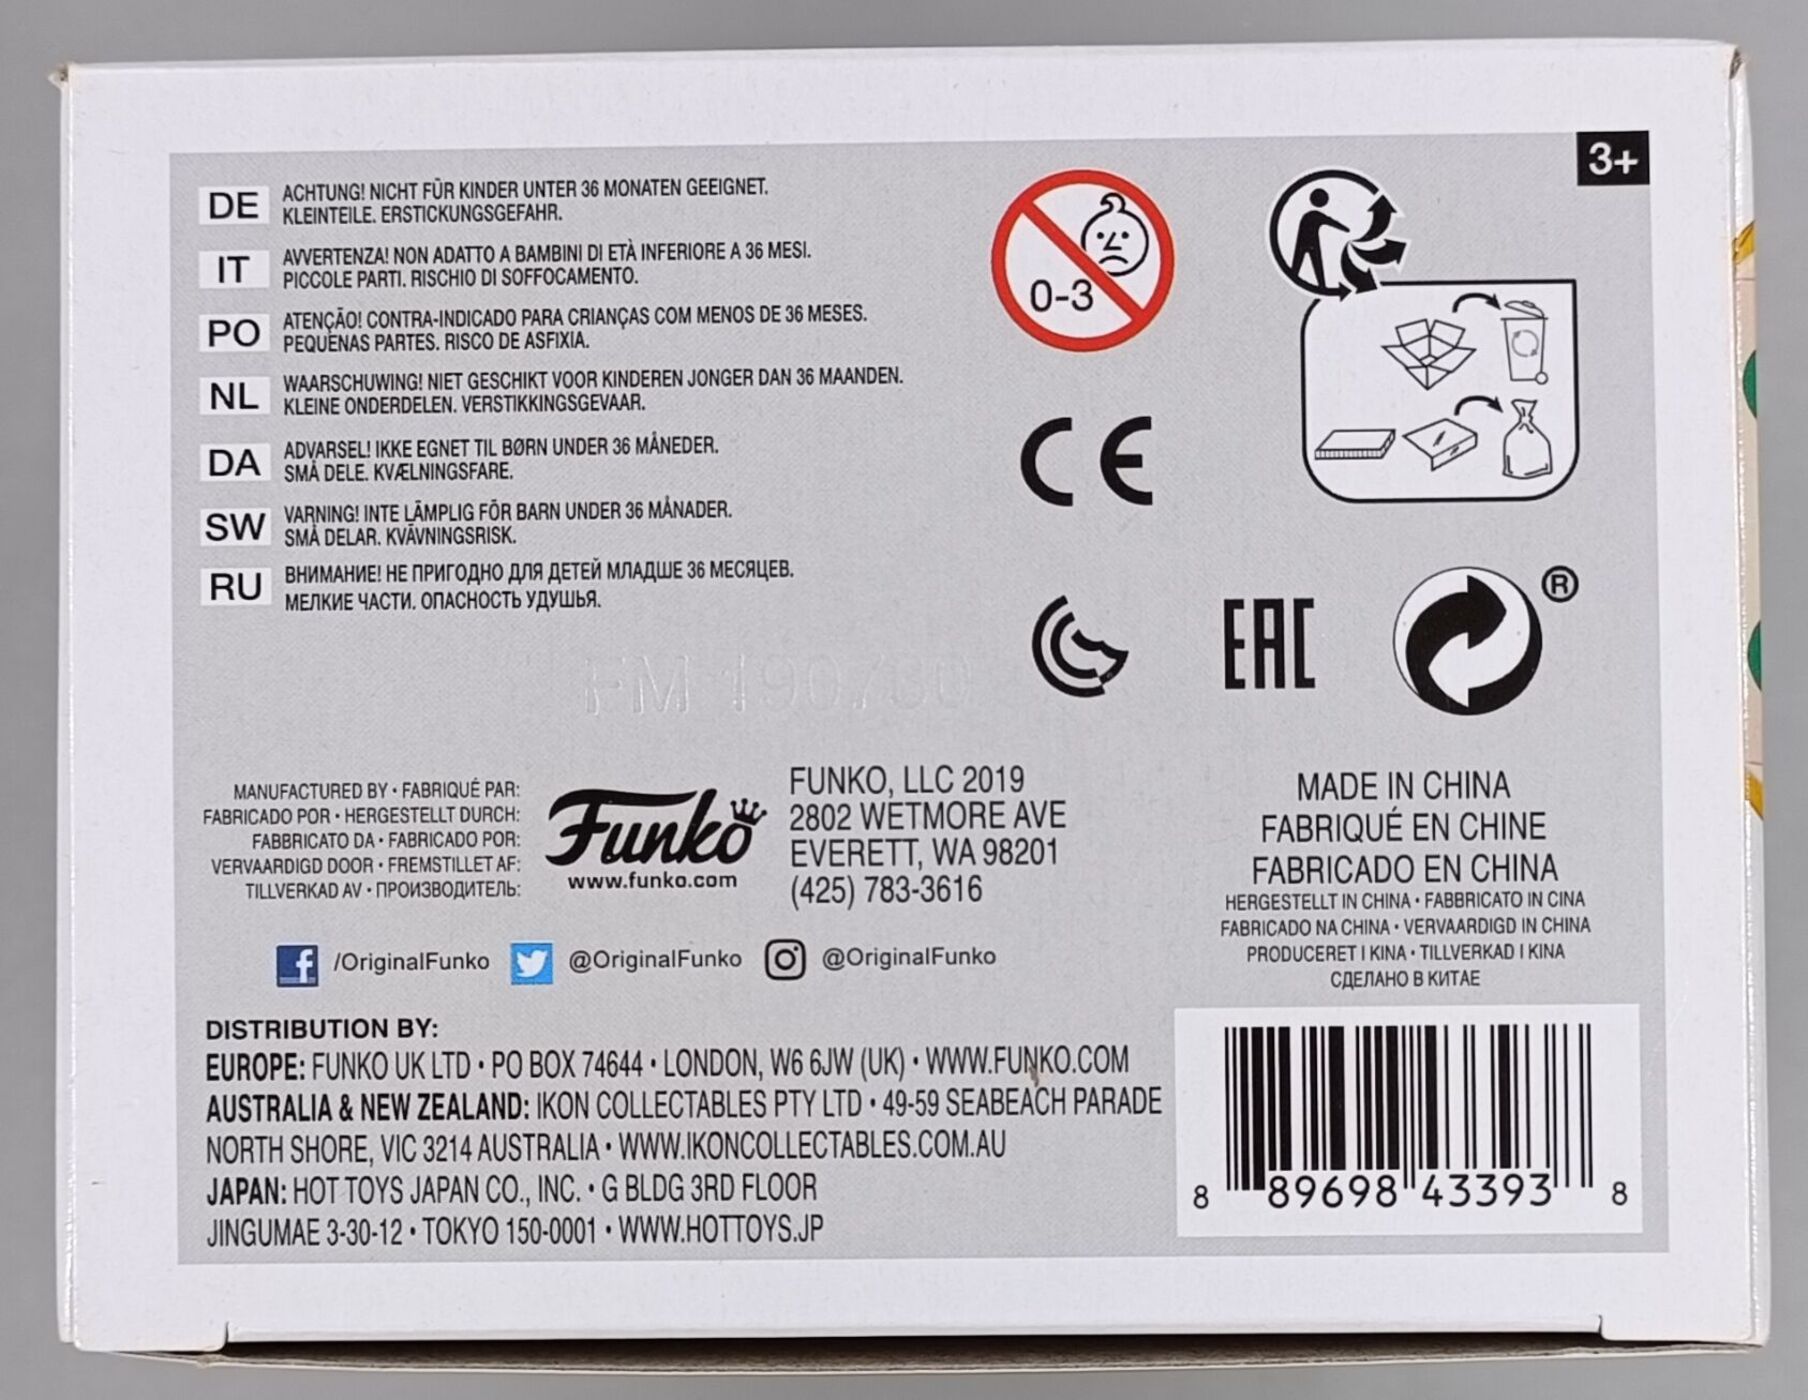 3+
DE ACHTUNG! NICHT FÜR KINDER UNTER 36 MONATEN GEEIGNET.
KLEINTEILE. ERSTICKUNGSGEFAHR.
IT AVVERTENZA! NON ADATTO A BAMBINI DI ETÀ INFERIORE A 36 MESI.
PICCOLE PARTI. RISCHIO DI SOFFOCAMENTO.
PO ATENÇÃO! CONTRA-INDICADO PARA CRIANÇAS COM MENOS DE 36 MESES.
PEQUENAS PARTES. RISCO DE ASFIXIA.
NL WAARSCHUWING! NIET GESCHIKT VOOR KINDEREN JONGER DAN 36 MAANDEN.
KLEINE ONDERDELEN. VERSTIKKINGSGEVAAR.
DA ADVARSEL! IKKE EGNET TIL BØRN UNDER 36 MÅNEDER.
SMÅ DELE. KVÆLNINGSFARE.
SW VARNING! INTE LÄMPLIG FÖR BARN UNDER 36 MÅNADER.
SMÅ DELAR. KVÄVNINGSRISK.
RU ВНИМАНИЕ! НЕ ПРИГОДНО ДЛЯ ДЕТЕЙ МЛАДШЕ 36 МЕСЯЦЕВ.
МЕЛКИЕ ЧАСТИ. ОПАСНОСТЬ УДУШЬЯ.
0-3
CE
EAC
®
MANUFACTURED BY • FABRIQUÉ PAR:
FABRICADO POR • HERGESTELLT DURCH:
FABBRICATO DA • FABRICADO POR:
VERVAARDIGD DOOR • FREMSTILLET AF:
TILLVERKAD AV • ПРОИЗВОДИТЕЛЬ:
Funko
www.funko.com
FUNKO, LLC 2019
2802 WETMORE AVE
EVERETT, WA 98201
(425) 783-3616
MADE IN CHINA
FABRIQUÉ EN CHINE
FABRICADO EN CHINA
HERGESTELLT IN CHINA • FABBRICATO IN CINA
FABRICADO NA CHINA • VERVAARDIGD IN CHINA
PRODUCERET I KINA • TILLVERKAD I KINA
СДЕЛАНО В КИТАЕ
/OriginalFunko @OriginalFunko @OriginalFunko
DISTRIBUTION BY:
EUROPE: FUNKO UK LTD • PO BOX 74644 • LONDON, W6 6JW (UK) • WWW.FUNKO.COM
AUSTRALIA & NEW ZEALAND: IKON COLLECTABLES PTY LTD • 49-59 SEABEACH PARADE
NORTH SHORE, VIC 3214 AUSTRALIA • WWW.IKONCOLLECTABLES.COM.AU
JAPAN: HOT TOYS JAPAN CO., INC. • G BLDG 3RD FLOOR
JINGUMAE 3-30-12 • TOKYO 150-0001 • WWW.HOTTOYS.JP
8 89698 43393 8